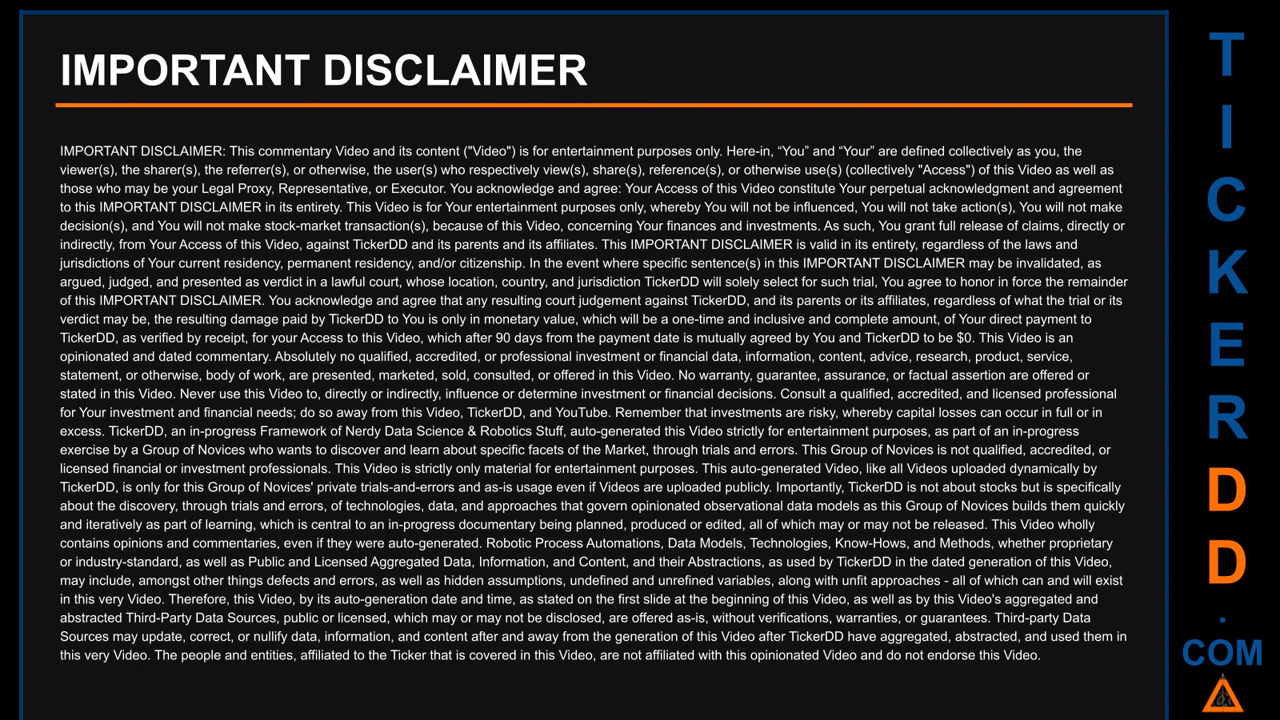 IMPORTANT DISCLAIMER
IMPORTANT DISCLAIMER: This commentary Video and its content ("Video") is for entertainment purposes only. Here-in, “You” and “Your” are defined collectively as you, the
viewer(s), the sharer(s), the referrer(s), or otherwise, the user(s) who respectively view(s), share(s), reference(s), or otherwise use(s) (collectively "Access") of this Video as well as
those who may be your Legal Proxy, Representative, or Executor. You acknowledge and agree: Your Access of this Video constitute Your perpetual acknowledgment and agreement
to this IMPORTANT DISCLAIMER in its entirety. This Video is for Your entertainment purposes only, whereby You will not be influenced, You will not take action(s), You will not make
decision(s), and You will not make stock-market transaction(s), because of this Video, concerning Your finances and investments. As such, You grant full release of claims, directly or
indirectly, from Your Access of this Video, against TickerDD and its parents and its affiliates. This IMPORTANT DISCLAIMER is valid in its entirety, regardless of the laws and
jurisdictions of Your current residency, permanent residency, and/or citizenship. In the event where specific sentence(s) in this IMPORTANT DISCLAIMER may be invalidated, as
argued, judged, and presented as verdict in a lawful court, whose location, country, and jurisdiction TickerDD will solely select for such trial, You agree to honor in force the remainder
of this IMPORTANT DISCLAIMER. You acknowledge and agree that any resulting court judgement against TickerDD, and its parents or its affiliates, regardless of what the trial or its
verdict may be, the resulting damage paid by TickerDD to You is only in monetary value, which will be a one-time and inclusive and complete amount, of Your direct payment to
TickerDD, as verified by receipt, for your Access to this Video, which after 90 days from the payment date is mutually agreed by You and TickerDD to be $0. This Video is an
opinionated and dated commentary. Absolutely no qualified, accredited, or professional investment or financial data, information, content, advice, research, product, service,
statement, or otherwise, body of work, are presented, marketed, sold, consulted, or offered in this Video. No warranty, guarantee, assurance, or factual assertion are offered or
stated in this Video. Never use this Video to, directly or indirectly, influence or determine investment or financial decisions. Consult a qualified, accredited, and licensed professional
for Your investment and financial needs; do so away from this Video, TickerDD, and YouTube. Remember that investments are risky, whereby capital losses can occur in full or in
excess. TickerDD, an in-progress Framework of Nerdy Data Science & Robotics Stuff, auto-generated this Video strictly for entertainment purposes, as part of an in-progress
exercise by a Group of Novices who wants to discover and learn about specific facets of the Market, through trials and errors. This Group of Novices is not qualified, accredited, or
licensed financial or investment professionals. This Video is strictly only material for entertainment purposes. This auto-generated Video, like all Videos uploaded dynamically by
TickerDD, is only for this Group of Novices' private trials-and-errors and as-is usage even if Videos are uploaded publicly. Importantly, TickerDD is not about stocks but is specifically
about the discovery, through trials and errors, of technologies, data, and approaches that govern opinionated observational data models as this Group of Novices builds them quickly
and iteratively as part of learning, which is central to an in-progress documentary being planned, produced or edited, all of which may or may not be released. This Video wholly
contains opinions and commentaries, even if they were auto-generated. Robotic Process Automations, Data Models, Technologies, Know-Hows, and Methods, whether proprietary
or industry-standard, as well as Public and Licensed Aggregated Data, Information, and Content, and their Abstractions, as used by TickerDD in the dated generation of this Video,
may include, amongst other things defects and errors, as well as hidden assumptions, undefined and unrefined variables, along with unfit approaches - all of which can and will exist
in this very Video. Therefore, this Video, by its auto-generation date and time, as stated on the first slide at the beginning of this Video, as well as by this Video's aggregated and
abstracted Third-Party Data Sources, public or licensed, which may or may not be disclosed, are offered as-is, without verifications, warranties, or guarantees. Third-party Data
Sources may update, correct, or nullify data, information, and content after and away from the generation of this Video after TickerDD have aggregated, abstracted, and used them in
this very Video. The people and entities, affiliated to the Ticker that is covered in this Video, are not affiliated with this opinionated Video and do not endorse this Video.
T
I
C
K
E
R
D
D
.
COM